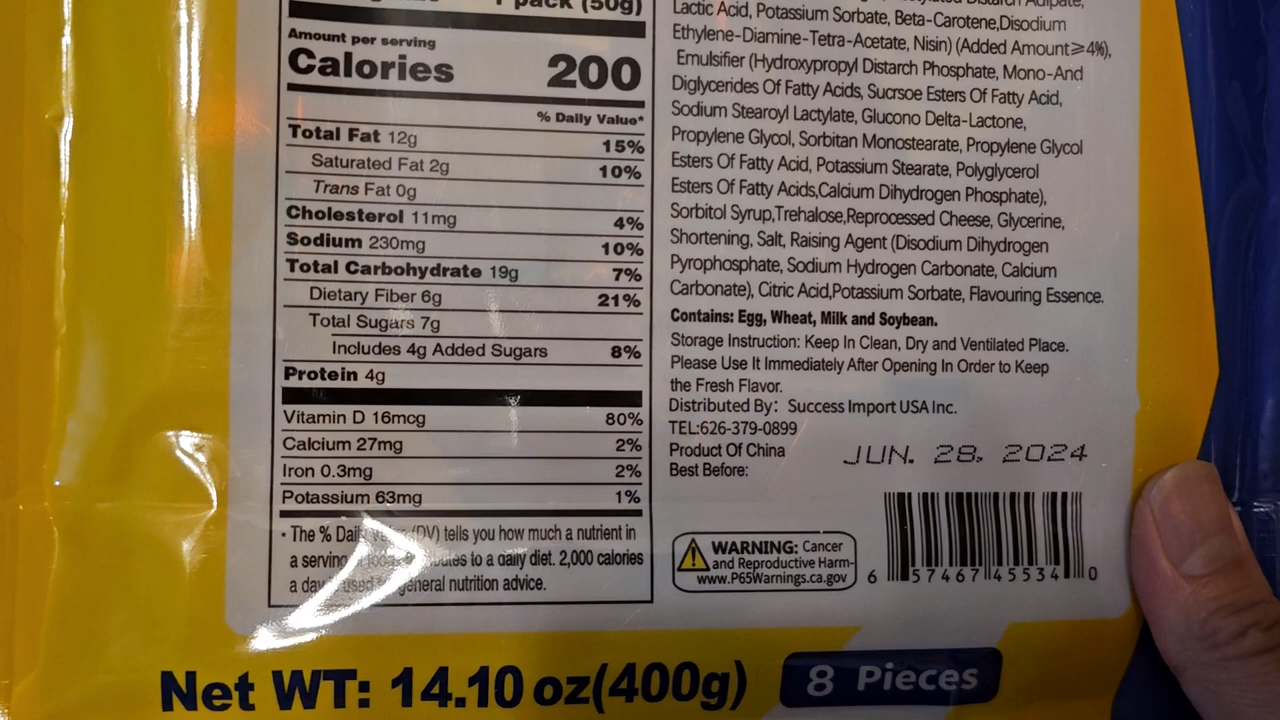 1 pack (50g)
Amount per serving
Calories 200
% Daily Value*
Total Fat 12g 15%
Saturated Fat 2g 10%
Trans Fat 0g
Cholesterol 11mg 4%
Sodium 230mg 10%
Total Carbohydrate 19g 7%
Dietary Fiber 6g 21%
Total Sugars 7g
Includes 4g Added Sugars 8%
Protein 4g
Vitamin D 16mcg 80%
Calcium 27mg 2%
Iron 0.3mg 2%
Potassium 63mg 1%
* The % Daily (DV) tells you how much a nutrient in
a serving to a daily diet. 2,000 calories
a day used general nutrition advice.
Distarch Adipate,
Lactic Acid, Potassium Sorbate, Beta-Carotene,Disodium
Ethylene-Diamine-Tetra-Acetate, Nisin) (Added Amount≥4%),
Emulsifier (Hydroxypropyl Distarch Phosphate, Mono-And
Diglycerides Of Fatty Acids, Sucrsoe Esters Of Fatty Acid,
Sodium Stearoyl Lactylate, Glucono Delta-Lactone,
Propylene Glycol, Sorbitan Monostearate, Propylene Glycol
Esters Of Fatty Acid, Potassium Stearate, Polyglycerol
Esters Of Fatty Acids,Calcium Dihydrogen Phosphate),
Sorbitol Syrup,Trehalose,Reprocessed Cheese, Glycerine,
Shortening, Salt, Raising Agent (Disodium Dihydrogen
Pyrophosphate, Sodium Hydrogen Carbonate, Calcium
Carbonate), Citric Acid,Potassium Sorbate, Flavouring Essence.
Contains: Egg, Wheat, Milk and Soybean.
Storage Instruction: Keep In Clean, Dry and Ventilated Place.
Please Use It Immediately After Opening In Order to Keep
the Fresh Flavor.
Distributed By: Success Import USA Inc.
TEL:626-379-0899
Product Of China
Best Before: JUN. 28, 2024
WARNING: Cancer
and Reproductive Harm-
www.P65Warnings.ca.gov
6 57467 45534 0
Net WT: 14.10 oz(400g) 8 Pieces